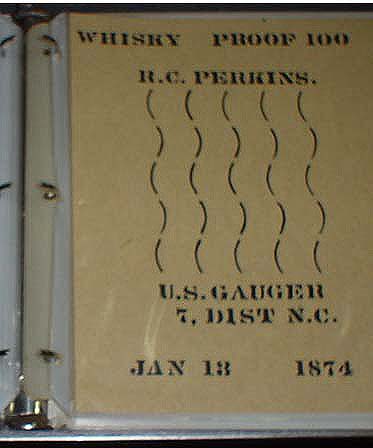 WHISKY PROOF 100
R.C. PERKINS.
U.S. GAUGER
7, DIST N.C.
JAN 13 1874